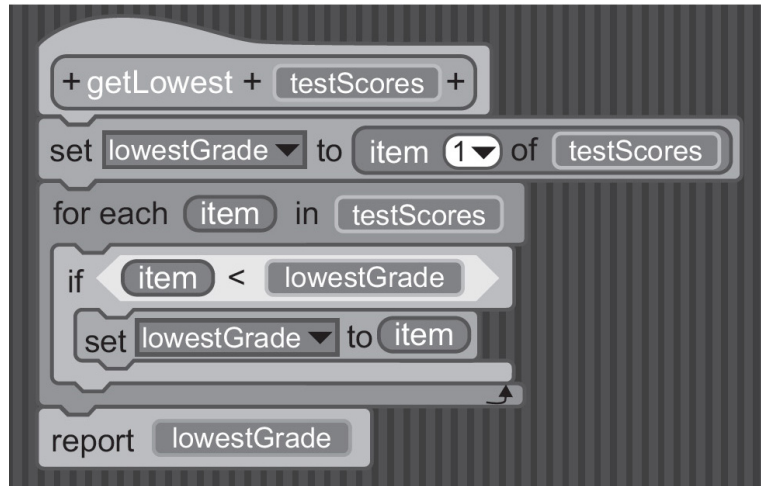 + getLowest + testScores +
set lowestGrade to item 1 of testScores
for each item in testScores
if item < lowestGrade
set lowestGrade to item
report lowestGrade